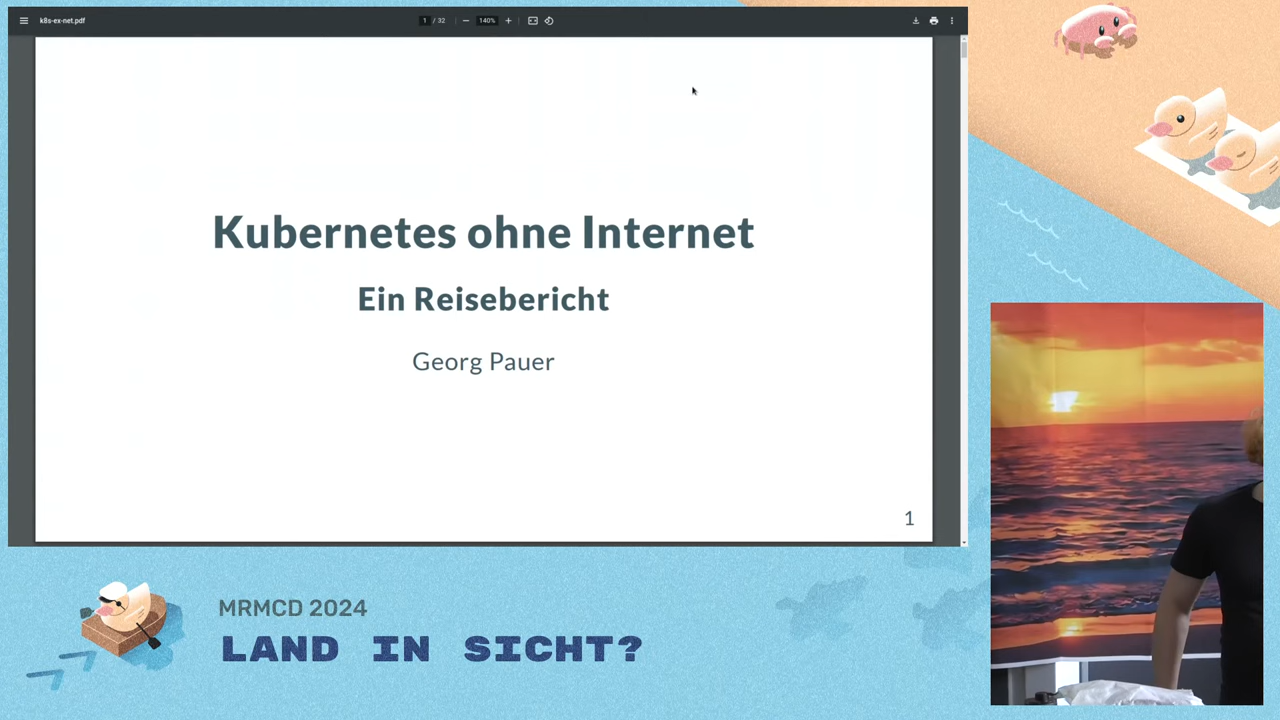 k8s-ex-net.pdf
1 / 32
140%
Kubernetes ohne Internet
Ein Reisebericht
Georg Pauer
1
MRMCD 2024
LAND IN SICHT?